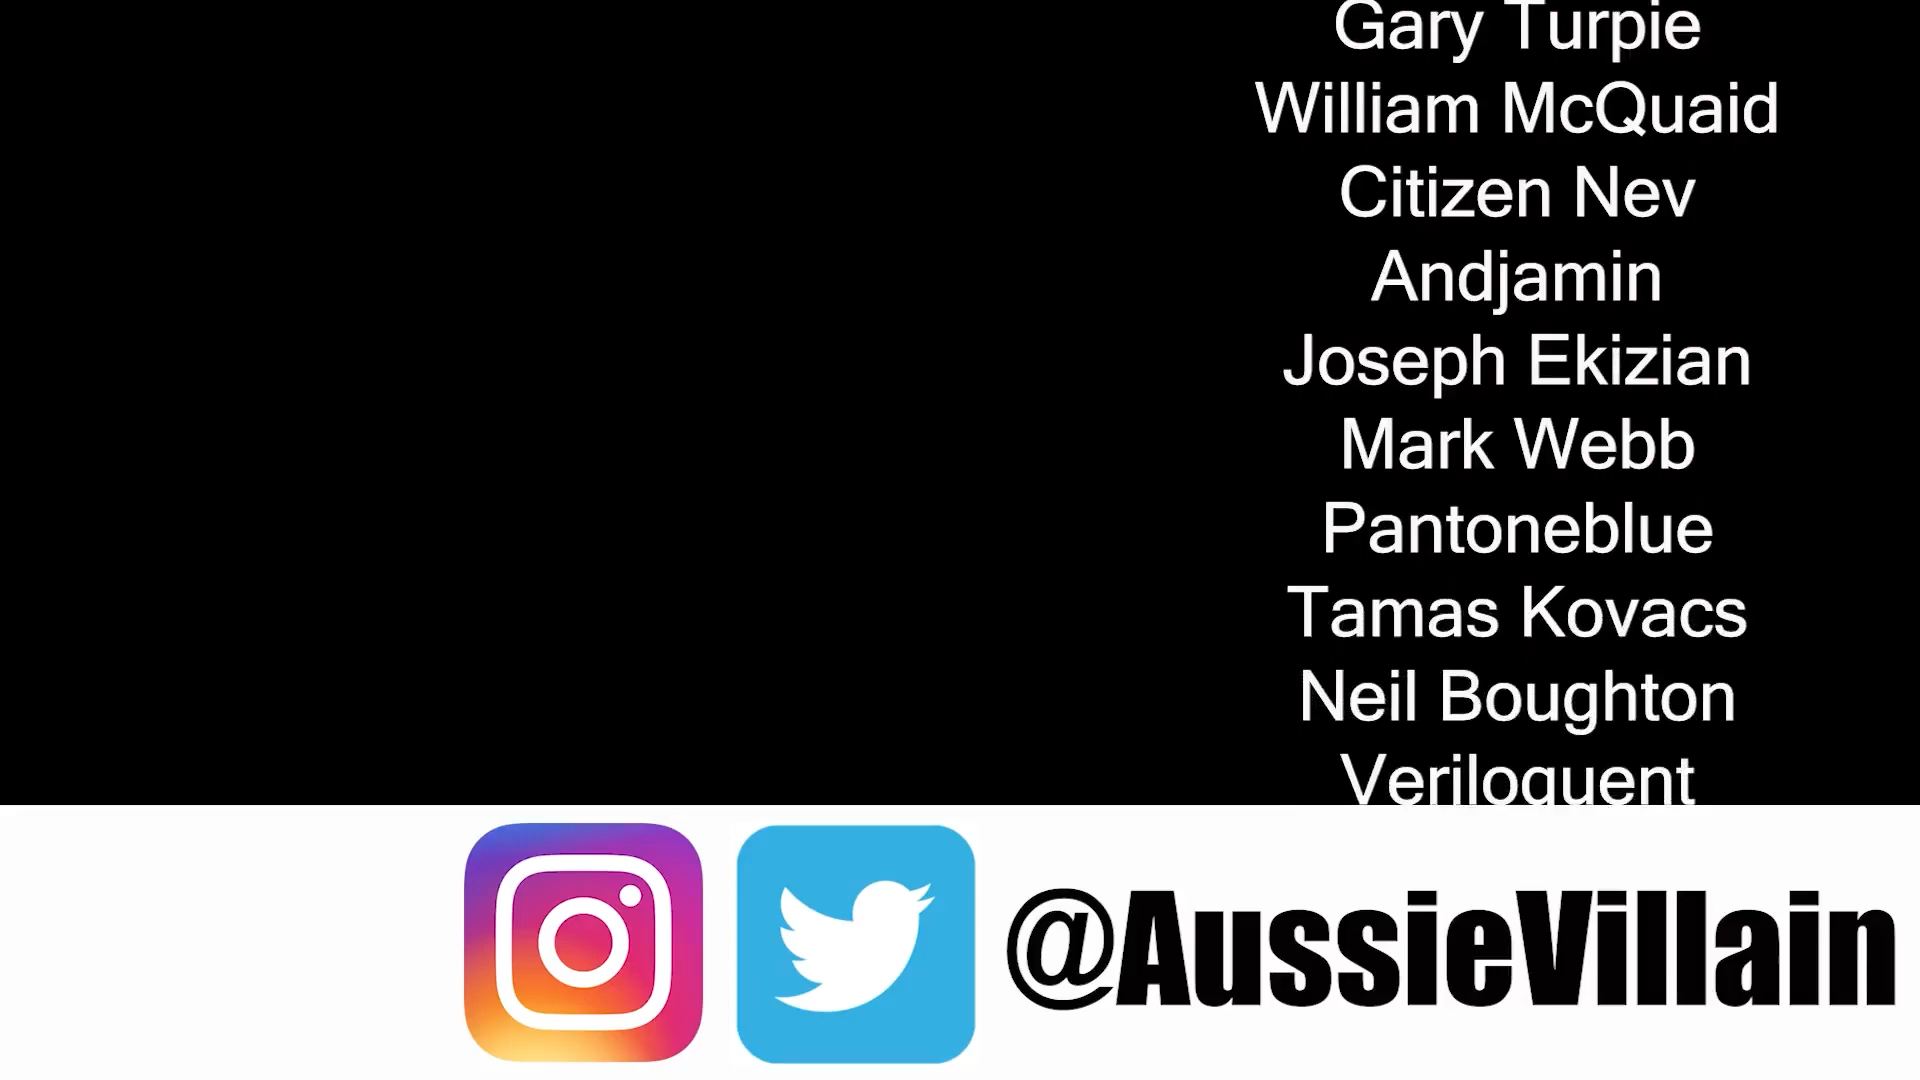 Gary Turpie
William McQuaid
Citizen Nev
Andjamin
Joseph Ekizian
Mark Webb
Pantoneblue
Tamas Kovacs
Neil Boughton
Veriloquent
@AussieVillain